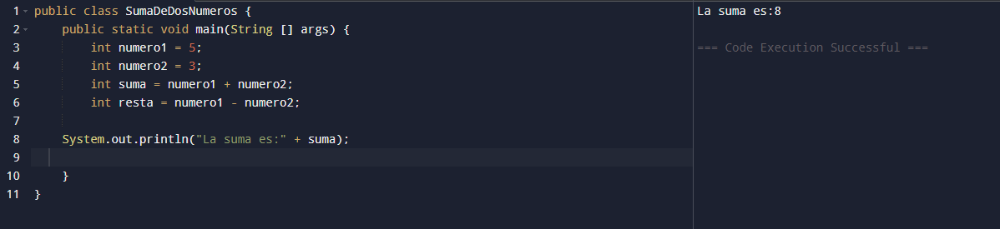 1 public class SumaDeDosNumeros {
2 public static void main(String [] args) {
3 int numero1 = 5;
4 int numero2 = 3;
5 int suma = numero1 + numero2;
6 int resta = numero1 - numero2;
7
8 System.out.println("La suma es:" + suma);
9
10 }
11 }
La suma es:8
=== Code Execution Successful ===